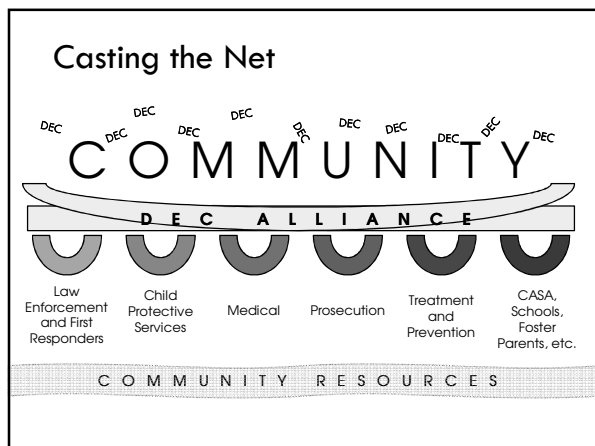 Casting the Net
DEC DEC DEC DEC DEC DEC DEC DEC DEC DEC DEC
COMMUNITY
DEC ALLIANCE
Law
Enforcement
and First
Responders
Child
Protective
Services
Medical
Prosecution
Treatment
and
Prevention
CASA,
Schools,
Foster
Parents, etc.
COMMUNITY RESOURCES